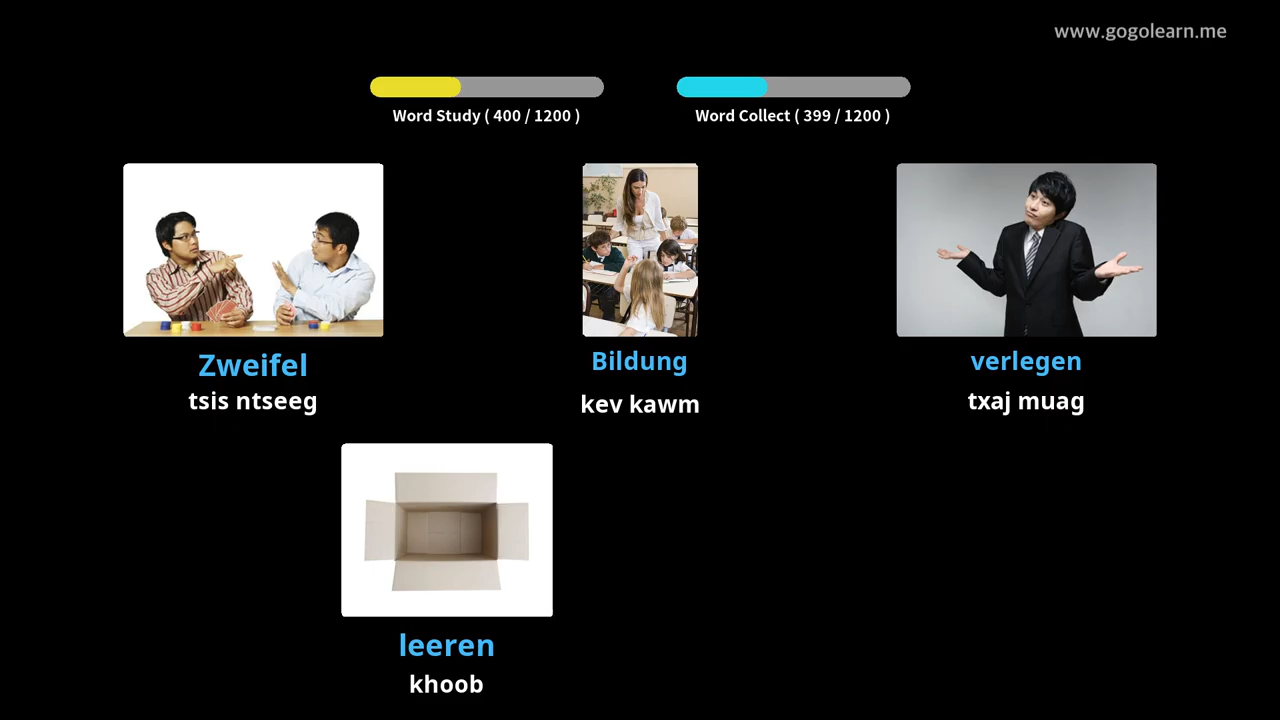 www.gogolearn.me
Word Study ( 400 / 1200 )
Word Collect ( 399 / 1200 )
Zweifel
tsis ntseeg
Bildung
kev kawm
verlegen
txaj muag
leeren
khoob